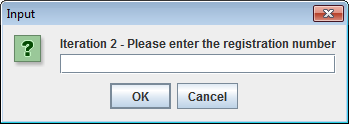 Input
Iteration 2 - Please enter the registration number
OK Cancel